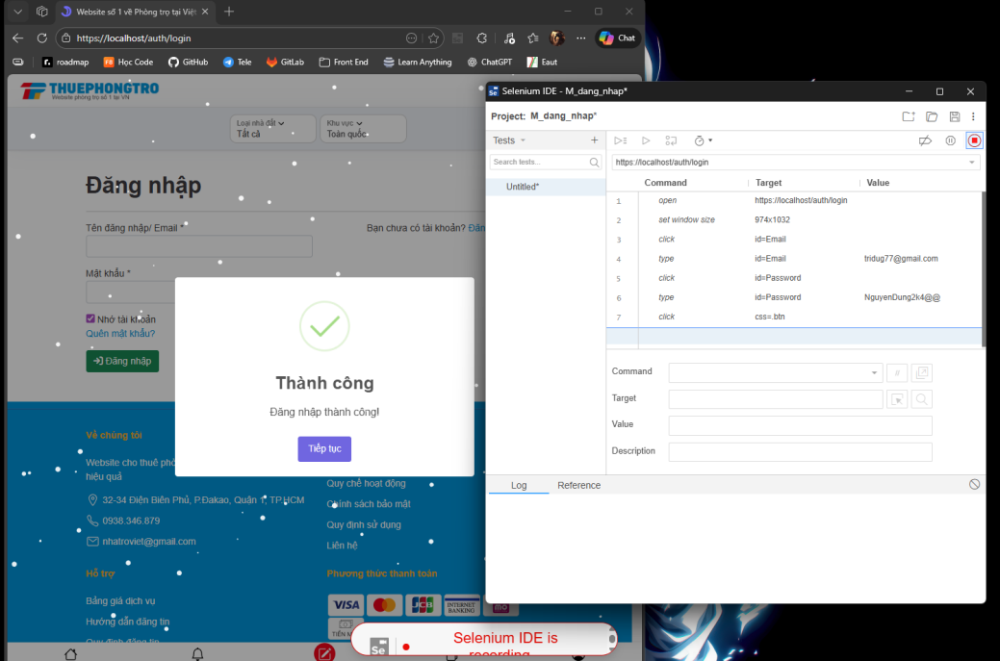 Website số 1 về Phòng trọ tại Việt
https://localhost/auth/login
Chat
roadmap
F8 Học Code
GitHub
Tele
GitLab
Front End
Learn Anything
ChatGPT
Eaut
THUEPHONGTRO
Website phòng trọ số 1 tại VN
Loại nhà đất
Tất cả
Khu vực
Toàn quốc
Đăng nhập
Tên đăng nhập/ Email *
Bạn chưa có tài khoản? Đăn
Mật khẩu *
Nhớ tài khoản
Quên mật khẩu?
Đăng nhập
Thành công
Đăng nhập thành công!
Tiếp tục
Về chúng tôi
Website cho thuê phò
hiệu quả
32-34 Điện Biên Phủ, P.Đakao, Quận 1, TP.HCM
0938.346.879
nhatroviet@gmail.com
Quy chế hoạt động
Chính sách bảo mật
Quy định sử dụng
Liên hệ
Hỗ trợ
Bảng giá dịch vụ
Hướng dẫn đăng tin
Quy định đăng tin
Phương thức thanh toán
VISA
JCB
INTERNET
BANKING
mo
TIỀN M
Se
Selenium IDE is
recording
Se Selenium IDE - M_dang_nhap*
Project: M_dang_nhap*
Tests
Search tests...
Untitled*
https://localhost/auth/login
Command Target Value
1 open https://localhost/auth/login
2 set window size 974x1032
3 click id=Email
4 type id=Email tridug77@gmail.com
5 click id=Password
6 type id=Password NguyenDung2k4@@
7 click css=.btn
Command
//
Target
Value
Description
Log Reference